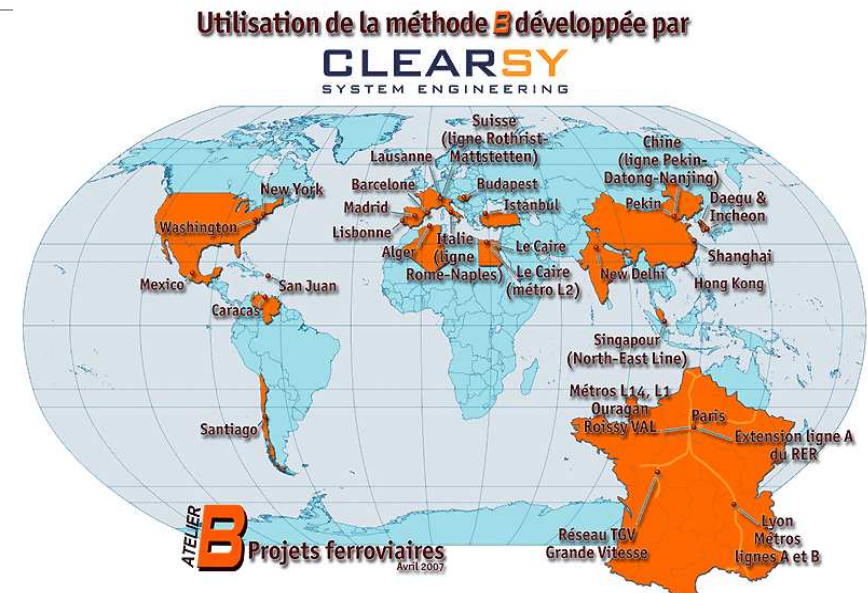 Utilisation de la méthode B développée par
CLEARSY
SYSTEM ENGINEERING
Suisse
(ligne Rothrist-
Mattstetten)
Lausanne
Barcelone
Madrid
Lisbonne
Alger
Italie
(ligne
Rome-Naples)
Budapest
Istanbul
Le Caire
Le Caire
(métro L2)
Chine
(ligne Pekin-
Datong-Nanjing)
Pekin
Daegu &
Incheon
Shanghai
Hong Kong
New Delhi
Singapour
(North-East Line)
New York
Washington
Mexico
San Juan
Caracas
Santiago
Métros L14, L1
Ouragan
Roissy VAL
Paris
Extension ligne A
du RER
Réseau TGV
Grande Vitesse
Lyon
Métros
lignes A et B
ATELIER
B Projets ferroviaires
Avril 2007